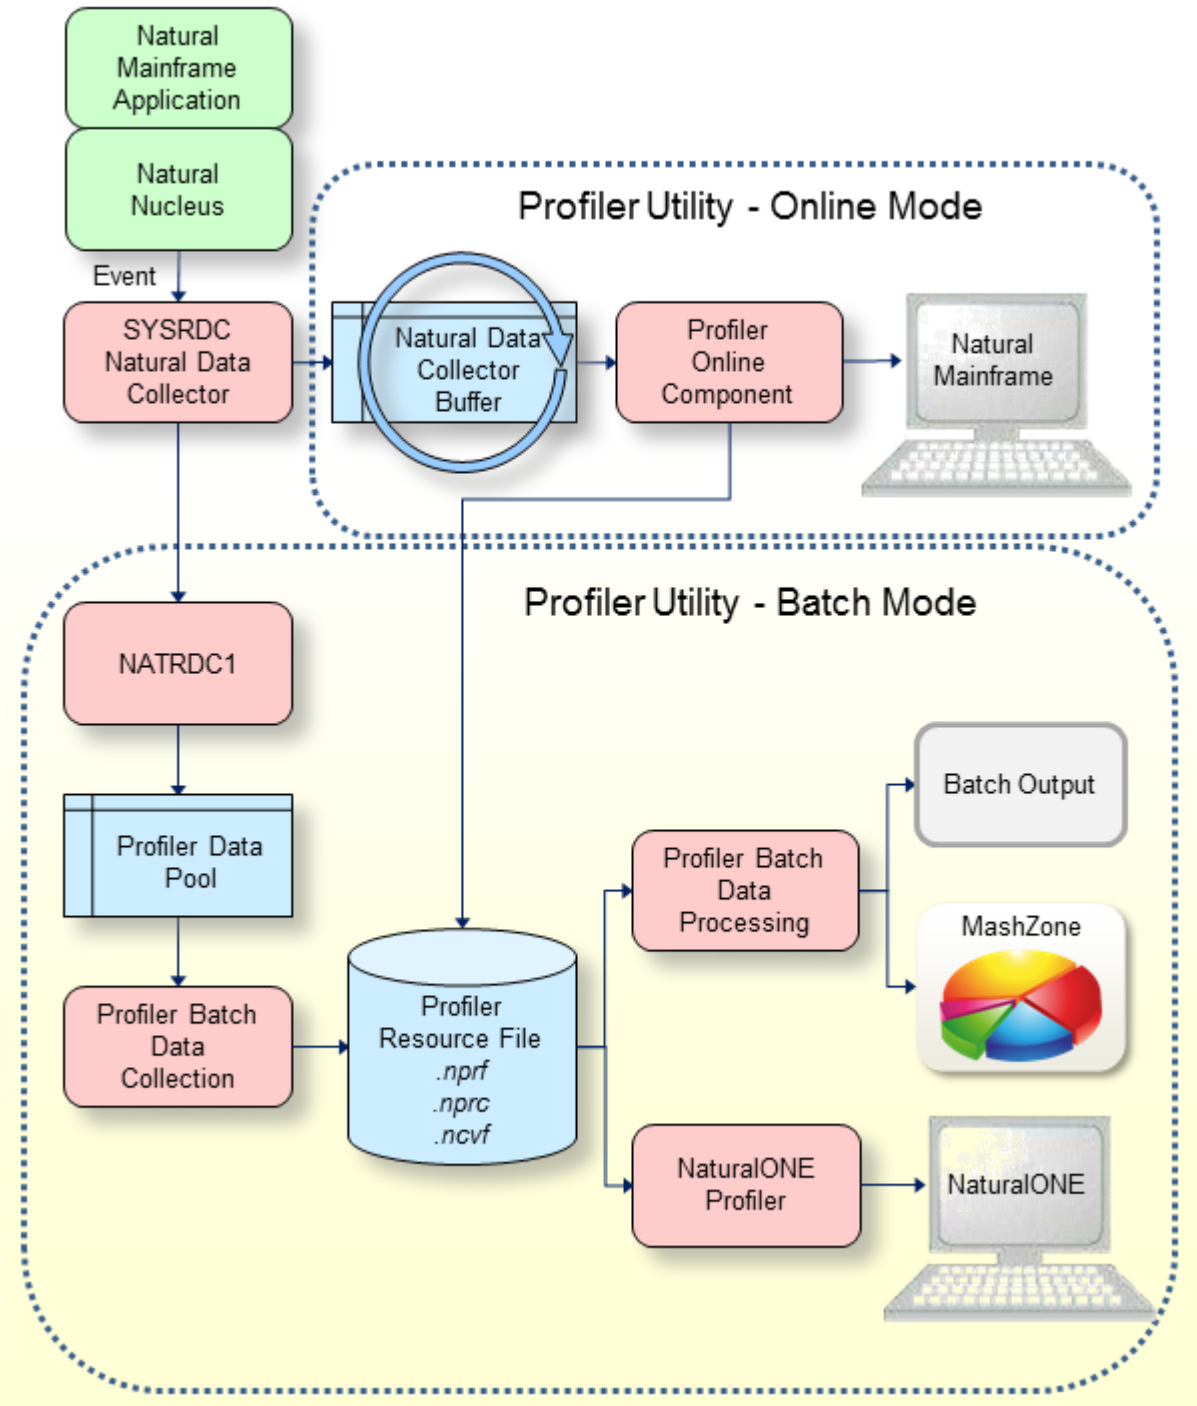 Natural
Mainframe
Application
Natural
Nucleus
Event
Profiler Utility - Online Mode
SYSRDC
Natural Data
Collector
Natural Data
Collector
Buffer
Profiler
Online
Component
Natural
Mainframe
Profiler Utility - Batch Mode
NATRDC1
Profiler Data
Pool
Profiler Batch
Data
Collection
Profiler
Resource File
.nprf
.nprc
.ncvf
Profiler Batch
Data
Processing
Batch Output
MashZone
NaturalONE
Profiler
NaturalONE